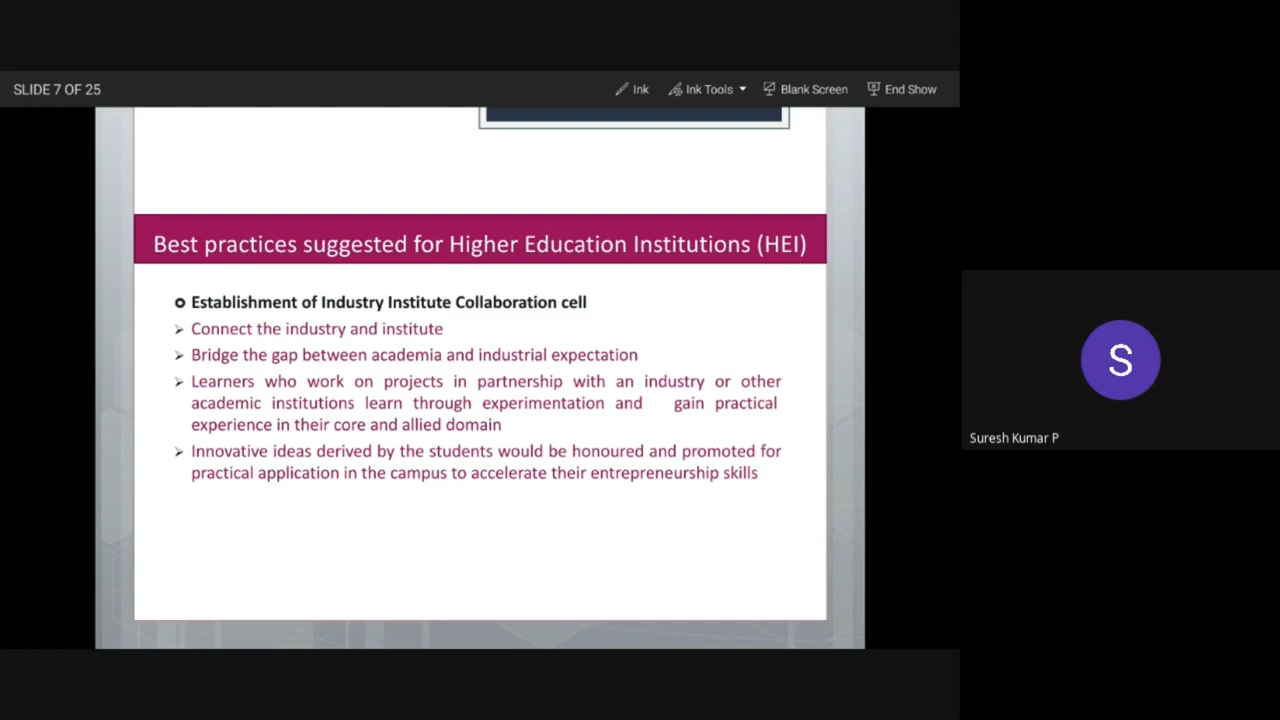 SLIDE 7 OF 25
Ink
Ink Tools
Blank Screen
End Show
Best practices suggested for Higher Education Institutions (HEI)
Establishment of Industry Institute Collaboration cell
Connect the industry and institute
Bridge the gap between academia and industrial expectation
Learners who work on projects in partnership with an industry or other
academic institutions learn through experimentation and gain practical
experience in their core and allied domain
Innovative ideas derived by the students would be honoured and promoted for
practical application in the campus to accelerate their entrepreneurship skills
S
Suresh Kumar P